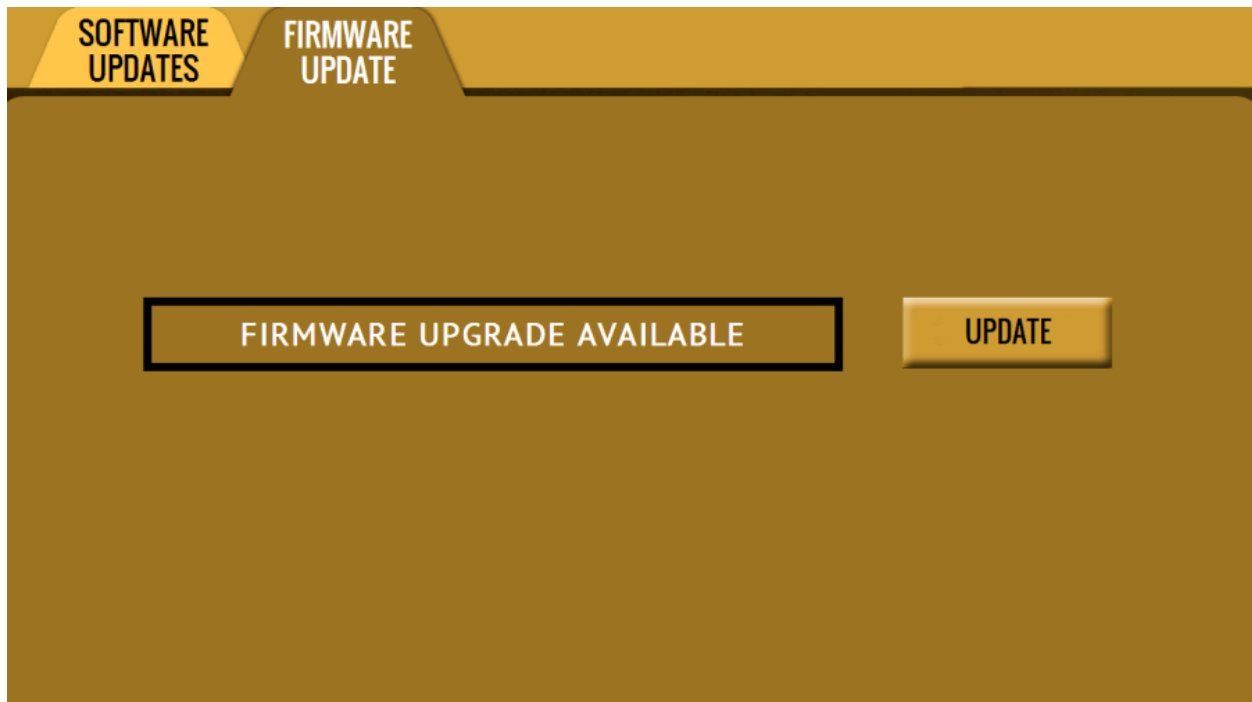 SOFTWARE
UPDATES
FIRMWARE
UPDATE
FIRMWARE UPGRADE AVAILABLE
UPDATE